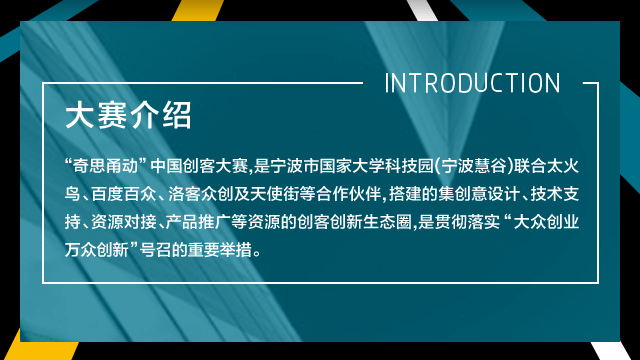 INTRODUCTION
大赛介绍
“奇思甬动”中国创客大赛,是宁波市国家大学科技园(宁波慧谷)联合太火
鸟、百度百众、洛客众创及天使街等合作伙伴,搭建的集创意设计、技术支
持、资源对接、产品推广等资源的创客创新生态圈,是贯彻落实“大众创业
万众创新”号召的重要举措。